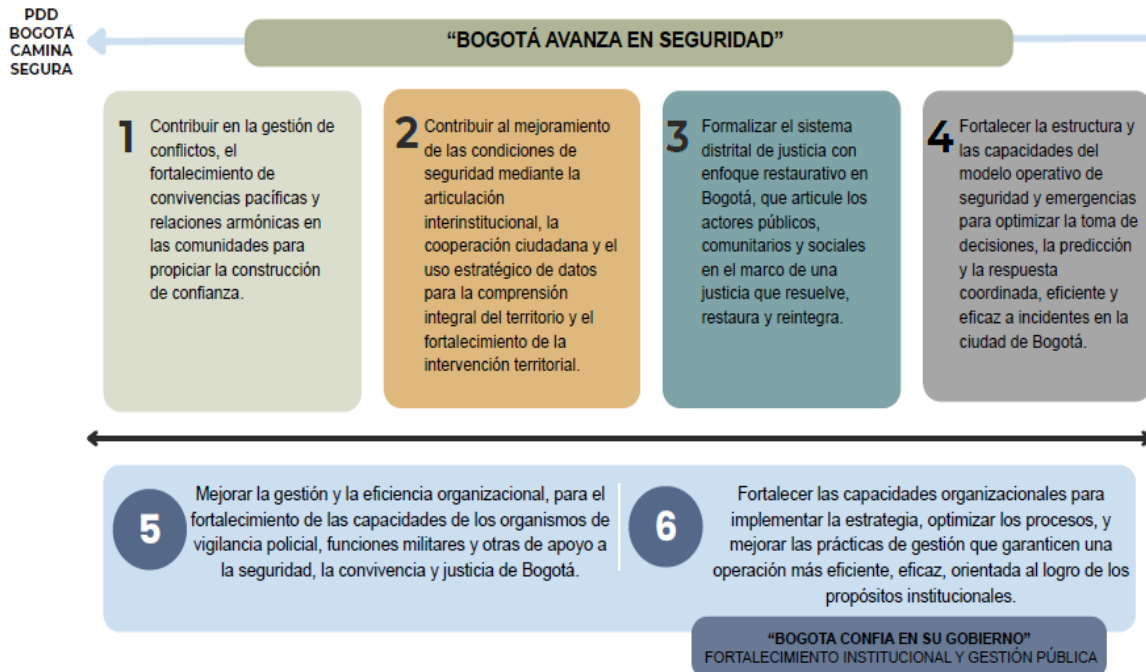 PDD
BOGOTÁ
CAMINA
SEGURA
“BOGOTÁ AVANZA EN SEGURIDAD”
1
Contribuir en la gestión de
conflictos, el
fortalecimiento de
convivencias pacíficas y
relaciones armónicas en
las comunidades para
propiciar la construcción
de confianza.
2
Contribuir al mejoramiento
de las condiciones de
seguridad mediante la
articulación
interinstitucional, la
cooperación ciudadana y el
uso estratégico de datos
para la comprensión
integral del territorio y el
fortalecimiento de la
intervención territorial.
3
Formalizar el sistema
distrital de justicia con
enfoque restaurativo en
Bogotá, que articule los
actores públicos,
comunitarios y sociales
en el marco de una
justicia que resuelve,
restaura y reintegra.
4
Fortalecer la estructura y
las capacidades del
modelo operativo de
seguridad y emergencias
para optimizar la toma de
decisiones, la predicción
y la respuesta
coordinada, eficiente y
eficaz a incidentes en la
ciudad de Bogotá.
5
Mejorar la gestión y la eficiencia organizacional, para el
fortalecimiento de las capacidades de los organismos de
vigilancia policial, funciones militares y otras de apoyo a
la seguridad, la convivencia y justicia de Bogotá.
6
Fortalecer las capacidades organizacionales para
implementar la estrategia, optimizar los procesos, y
mejorar las prácticas de gestión que garanticen una
operación más eficiente, eficaz, orientada al logro de los
propósitos institucionales.
“BOGOTA CONFIA EN SU GOBIERNO”
FORTALECIMIENTO INSTITUCIONAL Y GESTIÓN PÚBLICA